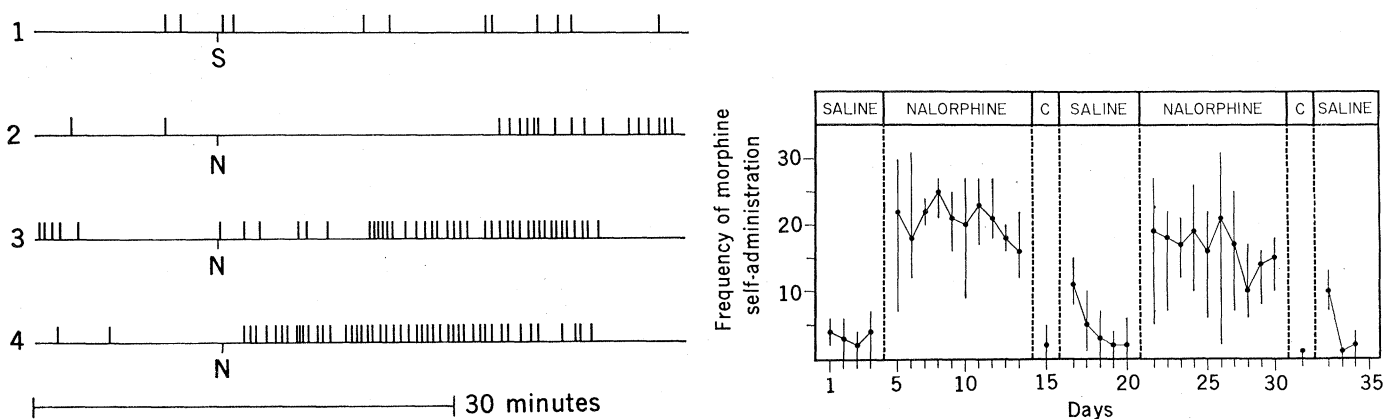 1
S
2
N
3
N
4
N
30 minutes
SALINE NALORPHINE C SALINE NALORPHINE C SALINE
Frequency of morphine
self-administration
30
20
10
1 5 10 15 20 25 30 35
Days